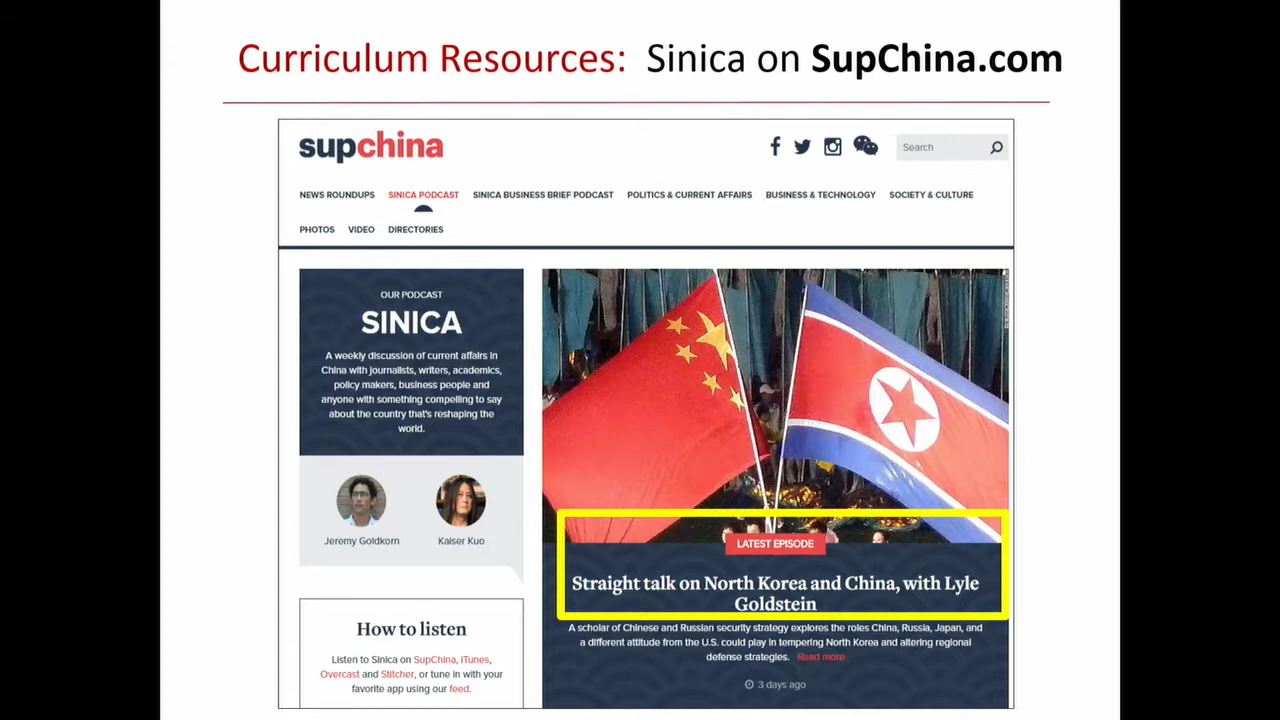 Curriculum Resources: Sinica on SupChina.com
supchina
Search
NEWS ROUNDUPS SINICA PODCAST SINICA BUSINESS BRIEF PODCAST POLITICS & CURRENT AFFAIRS BUSINESS & TECHNOLOGY SOCIETY & CULTURE
PHOTOS VIDEO DIRECTORIES
OUR PODCAST
SINICA
A weekly discussion of current affairs in
China with journalists, writers, academics,
policy makers, business people and
anyone with something compelling to say
about the country that's reshaping the
world.
Jeremy Goldkorn Kaiser Kuo
How to listen
Listen to Sinica on SupChina, iTunes,
Overcast and Stitcher, or tune in with your
favorite app using our feed.
LATEST EPISODE
Straight talk on North Korea and China, with Lyle
Goldstein
A scholar of Chinese and Russian security strategy explores the roles China, Russia, Japan, and
a different attitude from the U.S. could play in tempering North Korea and altering regional
defense strategies. Read more
3 days ago